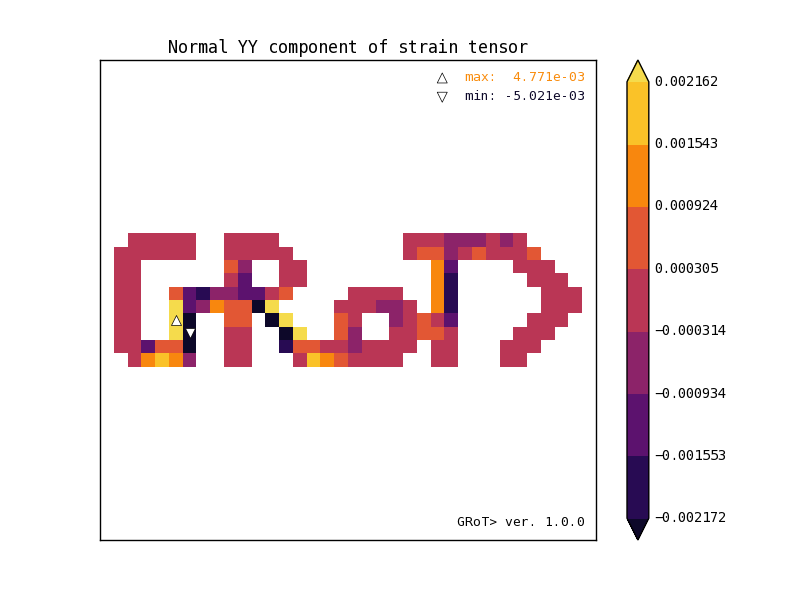 Normal YY component of strain tensor
△ max: 4.771e-03
▽ min: -5.021e-03
GRoT>
GRoT> ver. 1.0.0
0.002162
0.001543
0.000924
0.000305
−0.000314
−0.000934
−0.001553
−0.002172